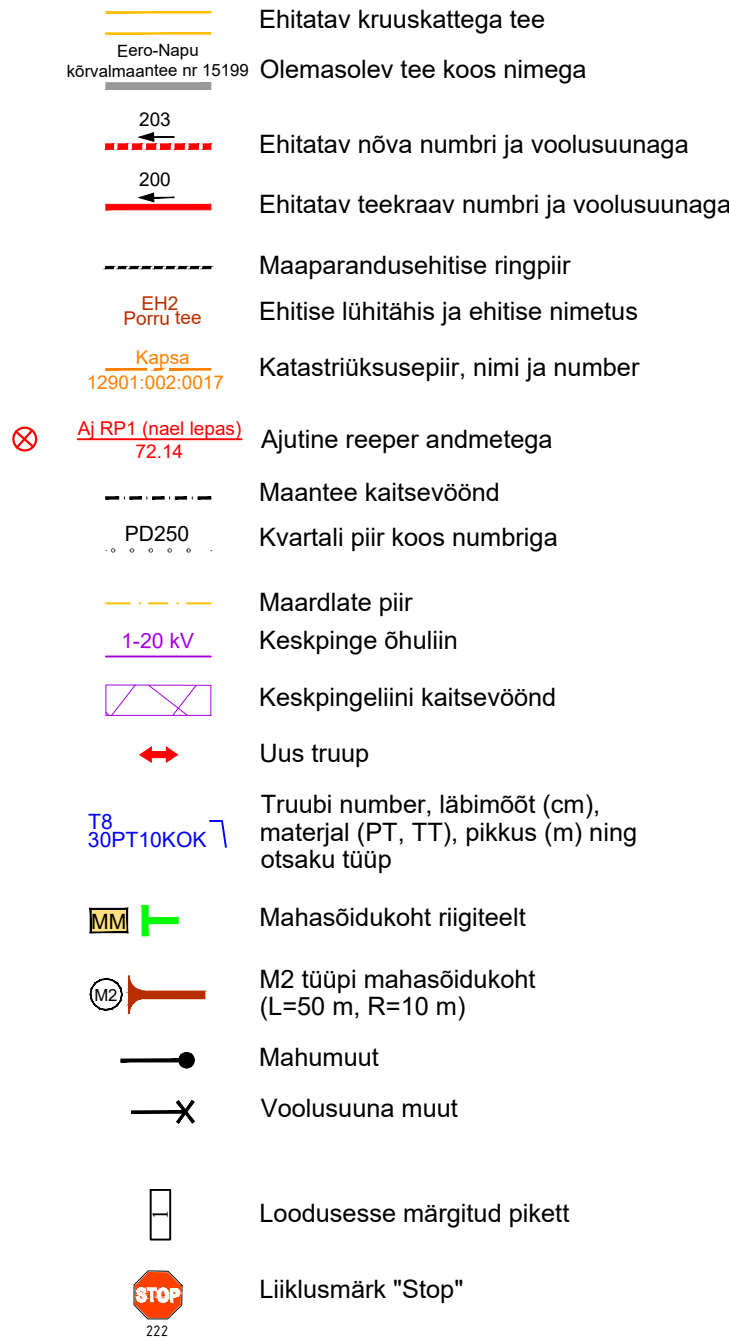 Ehitatav kruuskattega tee
Eero-Napu
kõrvalmaantee nr 15199
Olemasolev tee koos nimega
203
Ehitatav nõva numbri ja voolusuunaga
200
Ehitatav teekraav numbri ja voolusuunaga
Maaparandusehitise ringpiir
EH2
Porru tee
Ehitise lühitähis ja ehitise nimetus
Kapsa
12901:002:0017
Katastriüksusepiir, nimi ja number
Aj RP1 (nael lepas)
72.14
Ajutine reeper andmetega
Maantee kaitsevöönd
PD250
Kvartali piir koos numbriga
Maardlate piir
1-20 kV
Keskpinge õhuliin
Keskpingeliini kaitsevöönd
Uus truup
T8
30PT10KOK
Truubi number, läbimõõt (cm),
materjal (PT, TT), pikkus (m) ning
otsaku tüüp
MM
Mahasõidukoht riigiteelt
M2
M2 tüüpi mahasõidukoht
(L=50 m, R=10 m)
Mahumuut
Voolusuuna muut
1
Loodusesse märgitud pikett
STOP
222
Liiklusmärk "Stop"